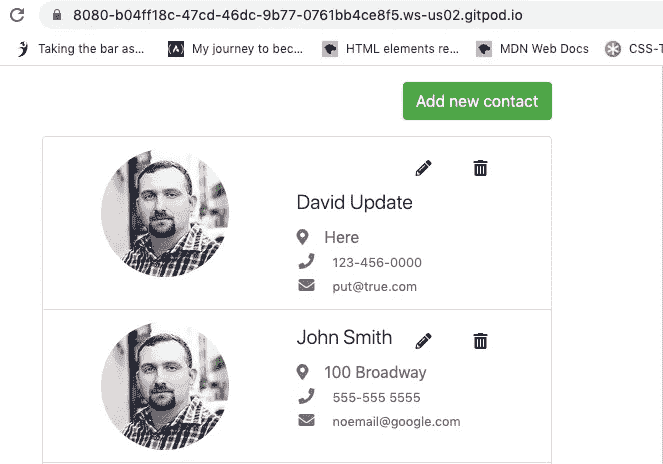 8080-b04ff18c-47cd-46dc-9b77-0761bb4ce8f5.ws-us02.gitpod.io
Taking the bar as... My journey to bec... HTML elements re... MDN Web Docs CSS-T
Add new contact
David Update
Here
123-456-0000
put@true.com
John Smith
100 Broadway
555-555 5555
noemail@google.com